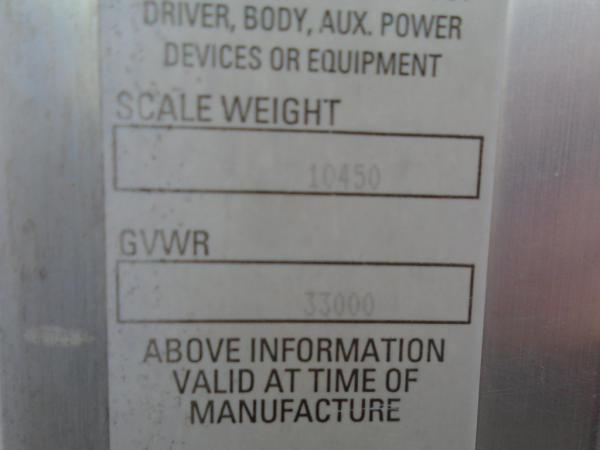 DRIVER, BODY, AUX. POWER
DEVICES OR EQUIPMENT
SCALE WEIGHT
10450
GVWR
33000
ABOVE INFORMATION
VALID AT TIME OF
MANUFACTURE